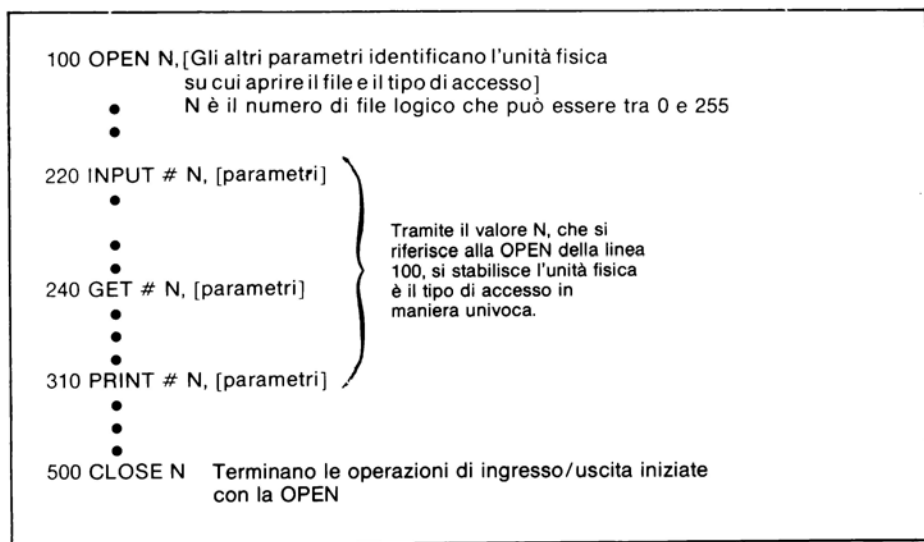 100 OPEN N, [Gli altri parametri identificano l'unità fisica
su cui aprire il file e il tipo di accesso]
N è il numero di file logico che può essere tra 0 e 255
220 INPUT # N, [parametri]
Tramite il valore N, che si
riferisce alla OPEN della linea
100, si stabilisce l'unità fisica
è il tipo di accesso in
maniera univoca.
240 GET # N, [parametri]
310 PRINT # N, [parametri]
500 CLOSE N Terminano le operazioni di ingresso/uscita iniziate
con la OPEN